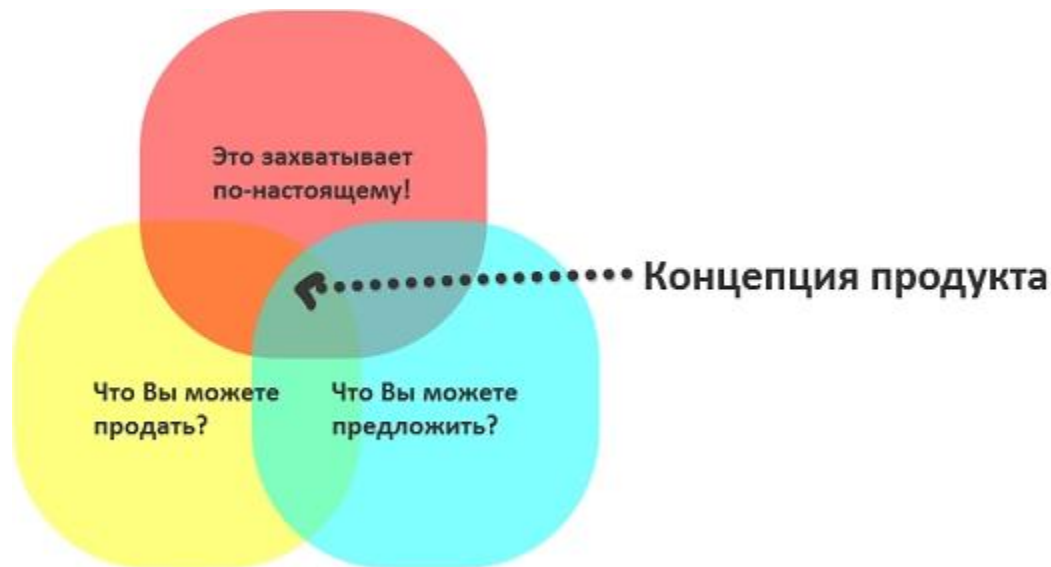 Это захватывает
по-настоящему!
Концепция продукта
Что Вы можете
продать?
Что Вы можете
предложить?